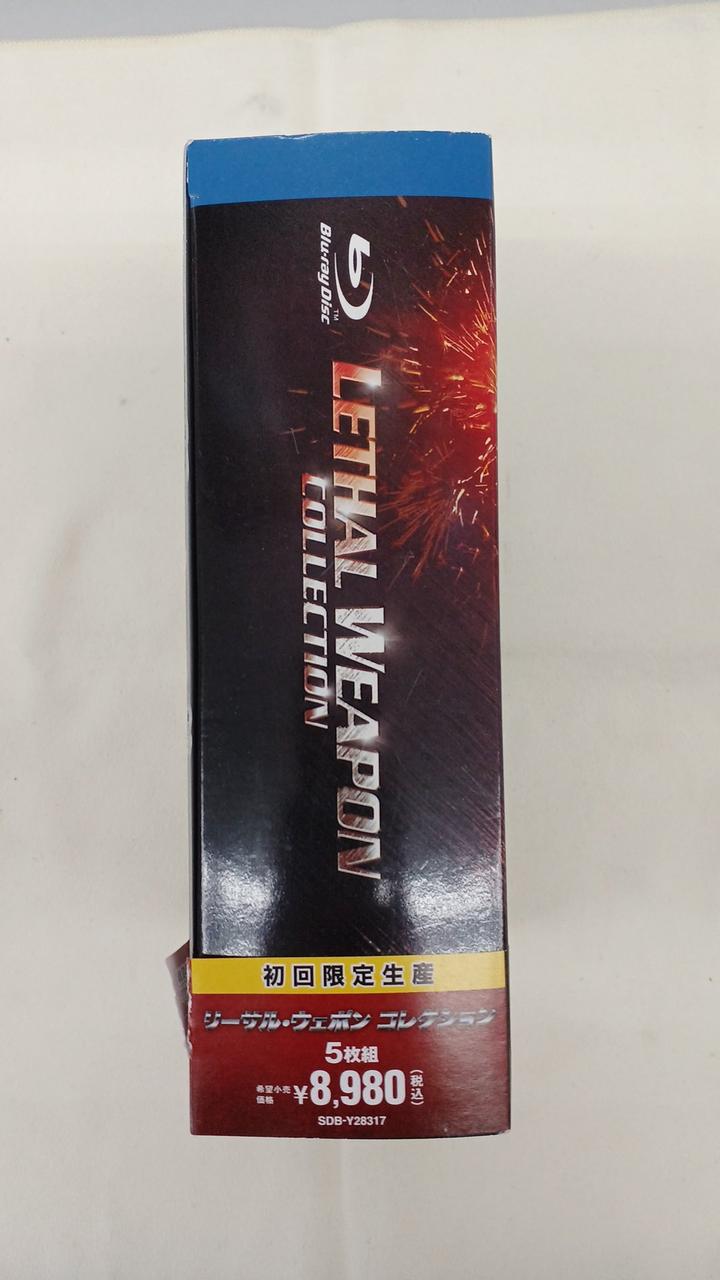 Blu-ray Disc™
LETHAL WEAPON
COLLECTION
初回限定生産
リーサル・ウェポン コレクション
5枚組
希望小売価格 ¥8,980(税込)
SDB-Y28317